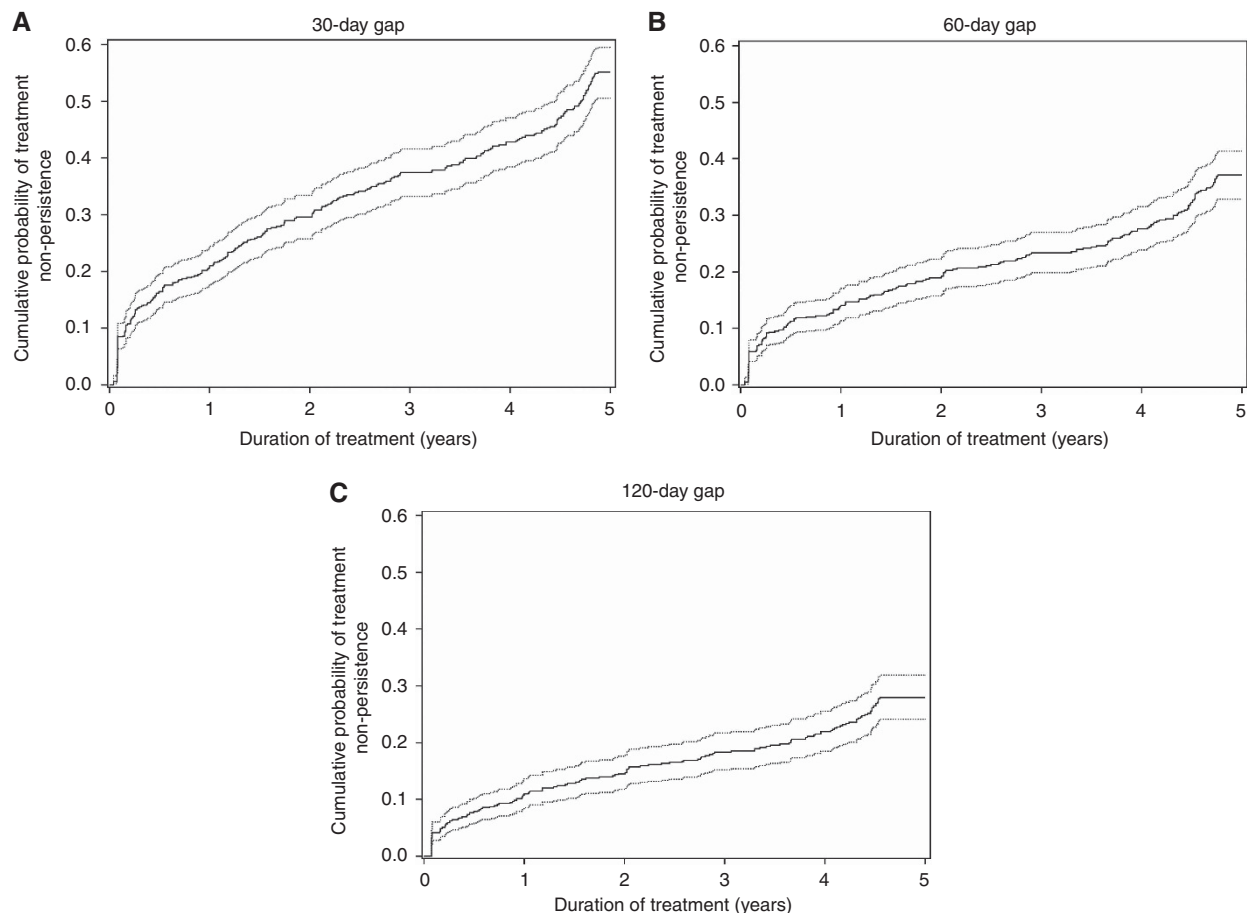 A
30-day gap
Cumulative probability of treatment
non-persistence
0.6
0.5
0.4
0.3
0.2
0.1
0.0
0 1 2 3 4 5
Duration of treatment (years)
B
60-day gap
Cumulative probability of treatment
non-persistence
0.6
0.5
0.4
0.3
0.2
0.1
0.0
0 1 2 3 4 5
Duration of treatment (years)
C
120-day gap
Cumulative probability of treatment
non-persistence
0.6
0.5
0.4
0.3
0.2
0.1
0.0
0 1 2 3 4 5
Duration of treatment (years)